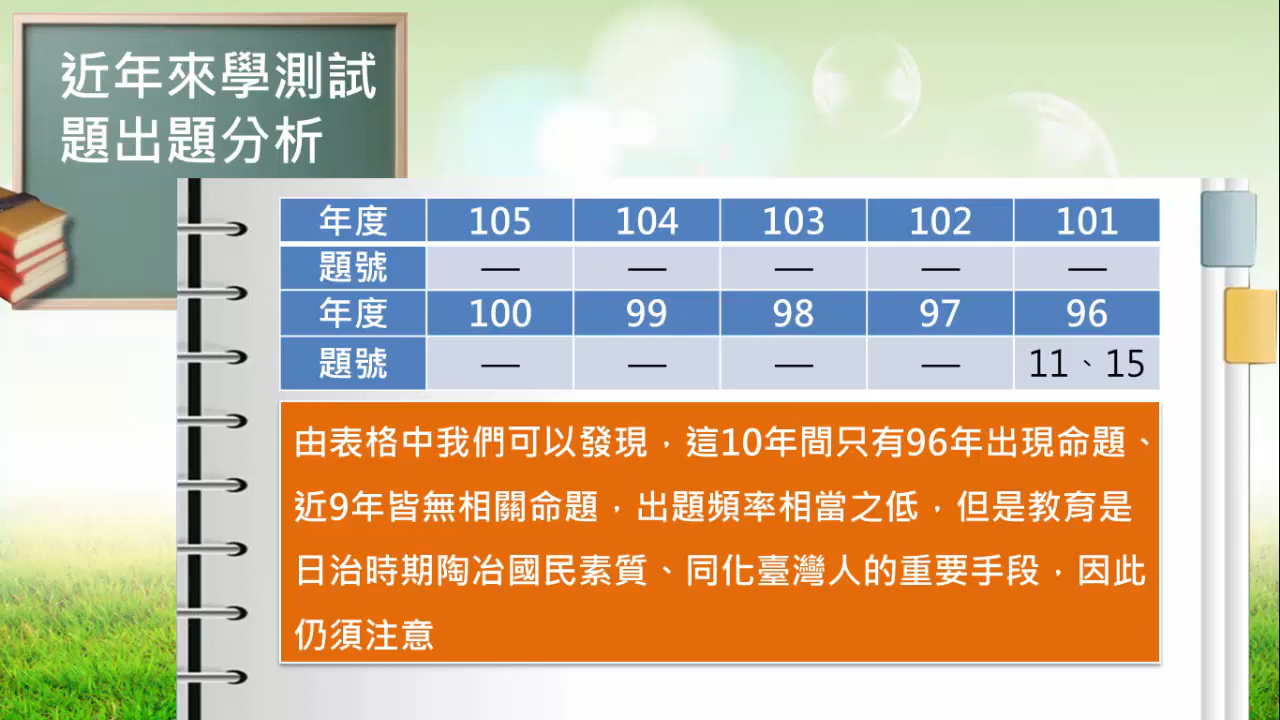 近年來學測試
題出題分析
年度 105 104 103 102 101
題號 — — — — —
年度 100 99 98 97 96
題號 — — — — 11、15
由表格中我們可以發現，這10年間只有96年出現命題、
近9年皆無相關命題，出題頻率相當之低，但是教育是
日治時期陶冶國民素質、同化臺灣人的重要手段，因此
仍須注意